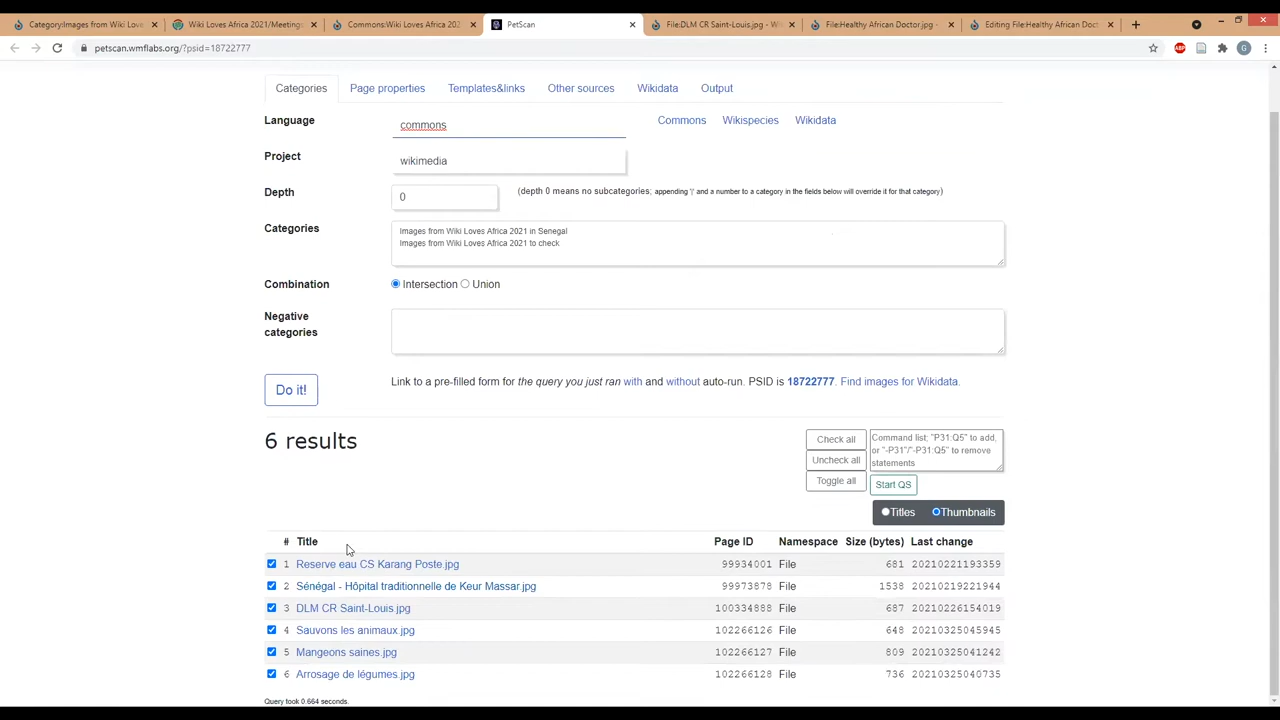 Category:Images from Wiki Love
Wiki Loves Africa 2021/Meetings
Commons:Wiki Loves Africa 202
PetScan
File:DLM CR Saint-Louis.jpg - Wi
File:Healthy African Doctor.jpg -
Editing File:Healthy African Doct
petscan.wmflabs.org/?psid=18722777
ABP
G
Categories Page properties Templates&links Other sources Wikidata Output
Language commons Commons Wikispecies Wikidata
Project wikimedia
Depth 0 (depth 0 means no subcategories; appending '|' and a number to a category in the fields below will override it for that category)
Categories Images from Wiki Loves Africa 2021 in Senegal
Images from Wiki Loves Africa 2021 to check
Combination Intersection Union
Negative
categories
Do it! Link to a pre-filled form for the query you just ran with and without auto-run. PSID is 18722777. Find images for Wikidata.
6 results
Check all
Uncheck all
Toggle all
Command list; "P31:Q5" to add,
or "-P31"/"-P31:Q5" to remove
statements
Start QS
Titles Thumbnails
# Title Page ID Namespace Size (bytes) Last change
1 Reserve eau CS Karang Poste.jpg 99934001 File 681 20210221193359
2 Sénégal - Hôpital traditionnelle de Keur Massar.jpg 99973878 File 1538 20210219221944
3 DLM CR Saint-Louis.jpg 100334888 File 687 20210226154019
4 Sauvons les animaux.jpg 102266126 File 648 20210325045945
5 Mangeons saines.jpg 102266127 File 809 20210325041242
6 Arrosage de légumes.jpg 102266128 File 736 20210325040735
Query took 0.664 seconds.